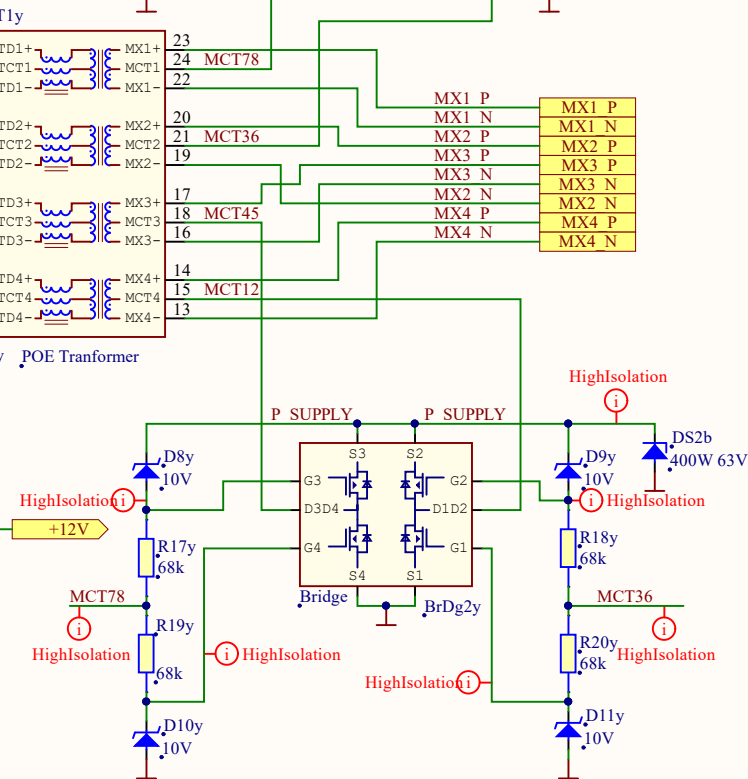 T1y
TD1+ MX1+ 23
TCT1 MCT1 24 MCT78
TD1- MX1- 22
MX1_P MX1_P
MX1_N MX1_N
TD2+ MX2+ 20
TCT2 MCT2 21 MCT36
MX2_P MX2_P
TD2- MX2- 19
MX3_P MX3_P
MX3_N MX3_N
TD3+ MX3+ 17
MX2_N MX2_N
TCT3 MCT3 18 MCT45
MX4_P MX4_P
TD3- MX3- 16
MX4_N MX4_N
TD4+ MX4+ 14
TCT4 MCT4 15 MCT12
TD4- MX4- 13
y POE Tranformer
HighIsolation
i
P_SUPPLY P_SUPPLY
DS2b
400W 63V
D8y
10V
S3 S2
D9y
10V
G3 G2
HighIsolation i
i HighIsolation
D3D4 D1D2
+12V
R17y
68k
G4 G1
R18y
68k
S4 S1
Bridge
BrDg2y
MCT78
MCT36
R19y
68k
i
HighIsolation
i HighIsolation
R20y
68k
i
HighIsolation
HighIsolation i
D10y
10V
D11y
10V